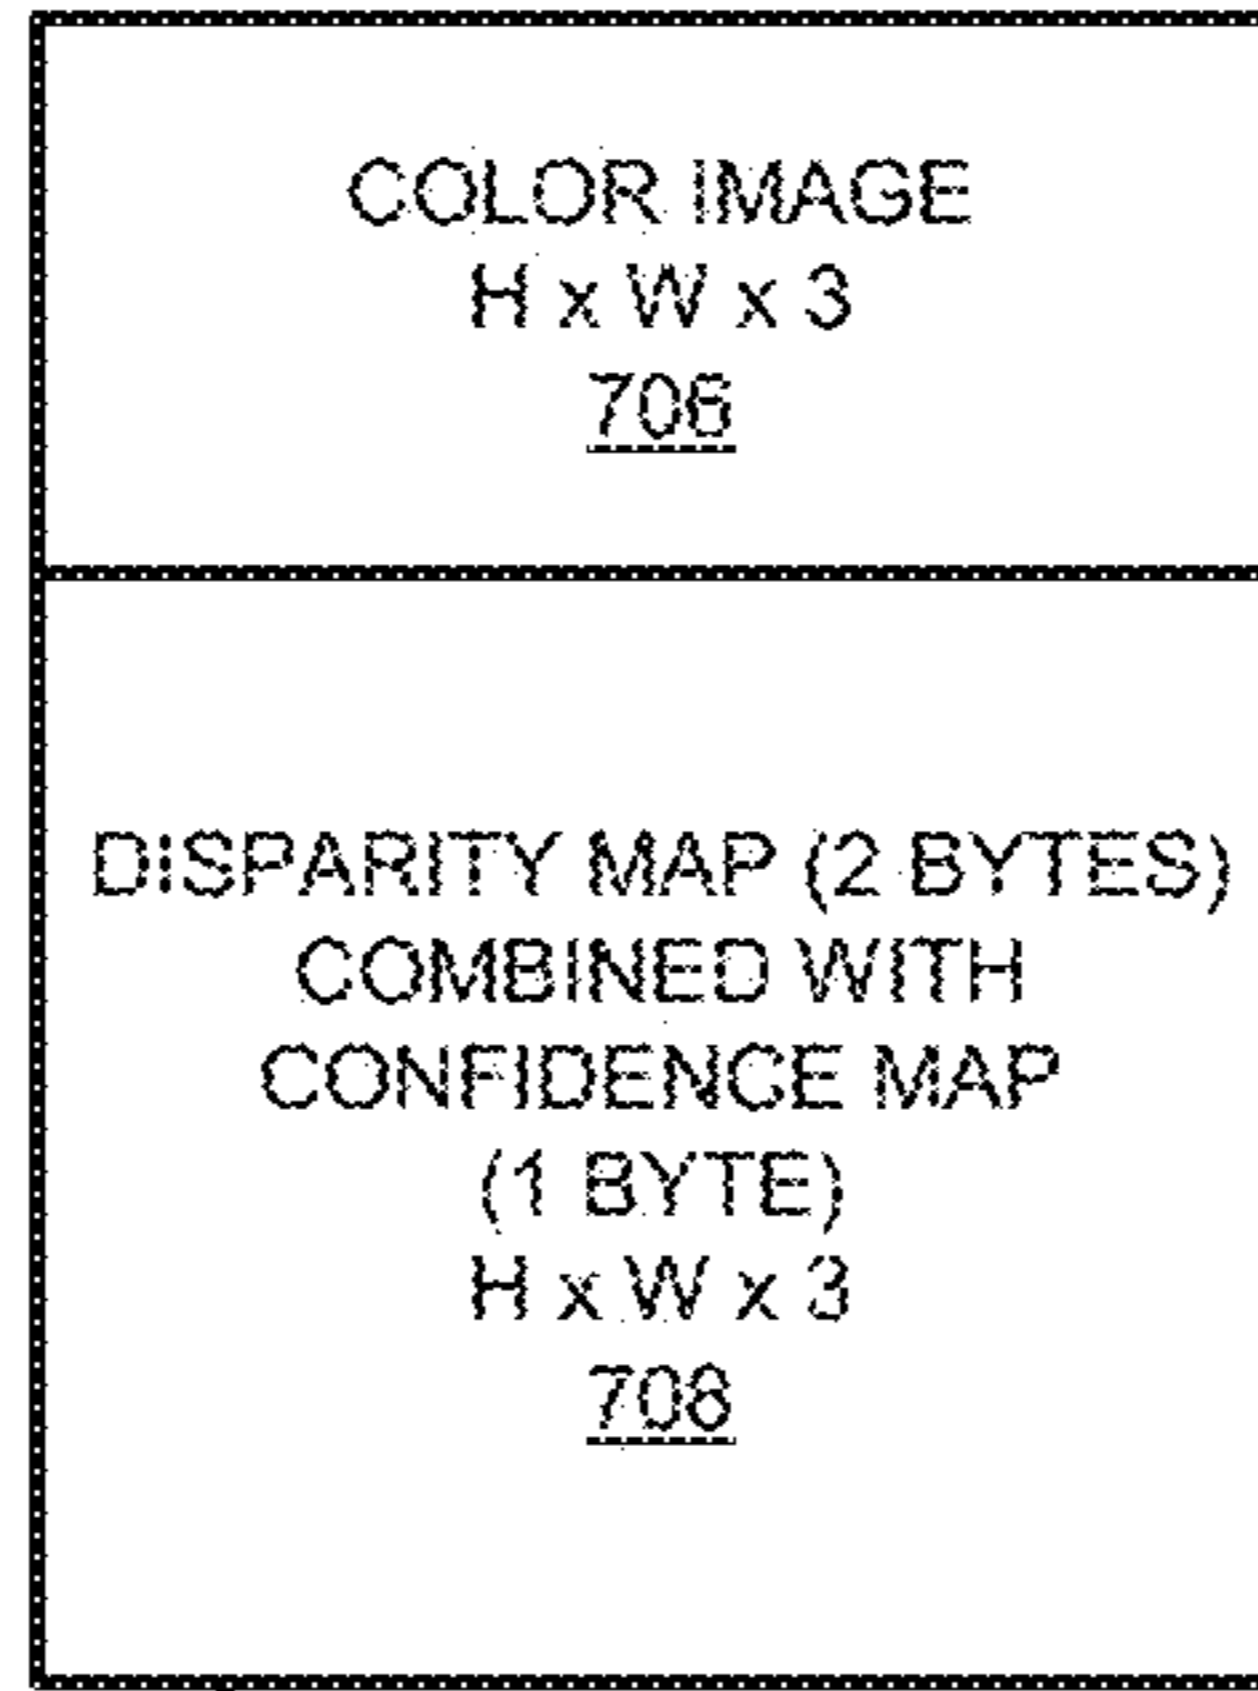 COLOR IMAGE
H x W x 3
706
DISPARITY MAP (2 BYTES)
COMBINED WITH
CONFIDENCE MAP
(1 BYTE)
H x W x 3
708